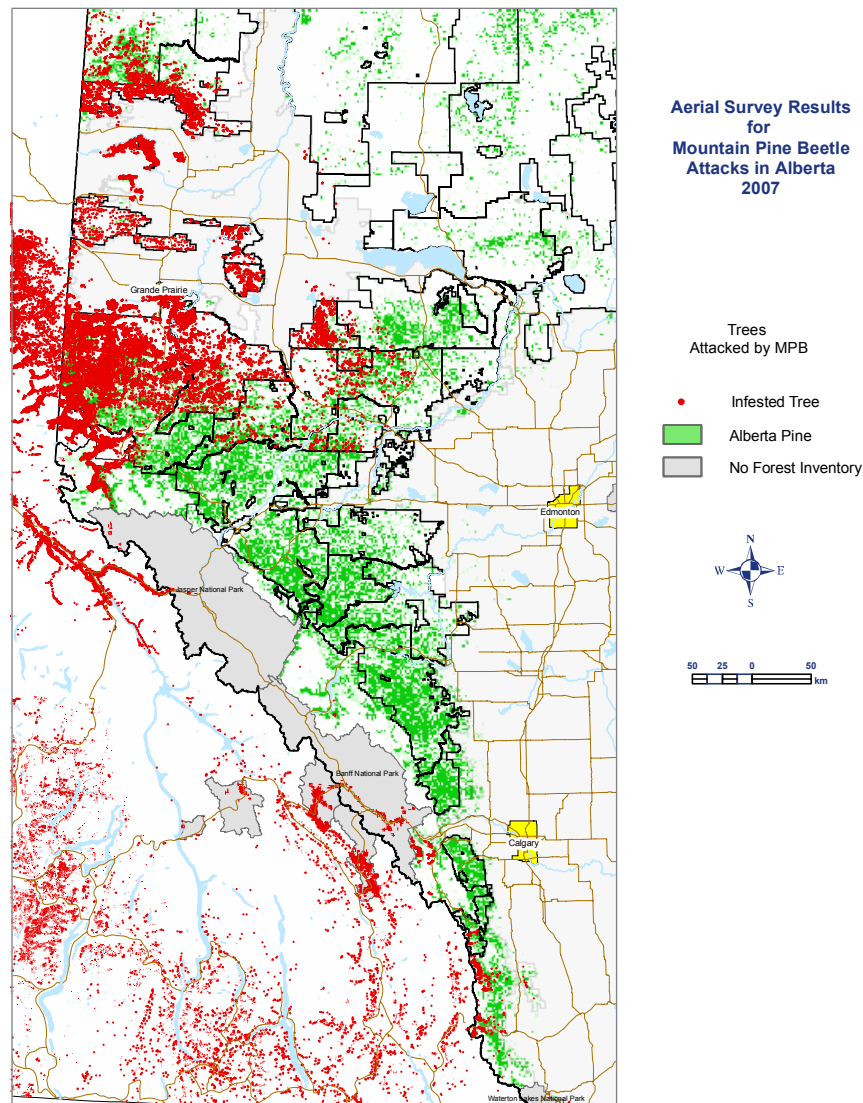 Aerial Survey Results
for
Mountain Pine Beetle
Attacks in Alberta
2007
Grande Prairie
Trees
Attacked by MPB
Infested Tree
Alberta Pine
No Forest Inventory
Edmonton
N
W
E
S
Jasper National Park
50
25
12
0
50
km
Banff National Park
Calgary
Waterton Lakes National Park